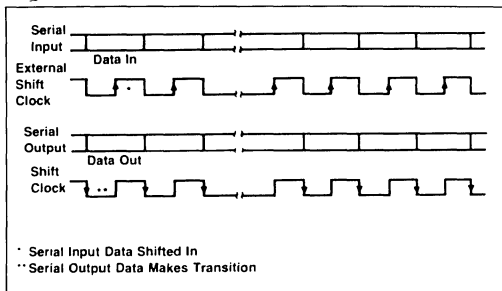 Serial
Input
Data In
External
Shift
Clock
*
Serial
Output
Data Out
Shift
Clock
**
* Serial Input Data Shifted In
** Serial Output Data Makes Transition